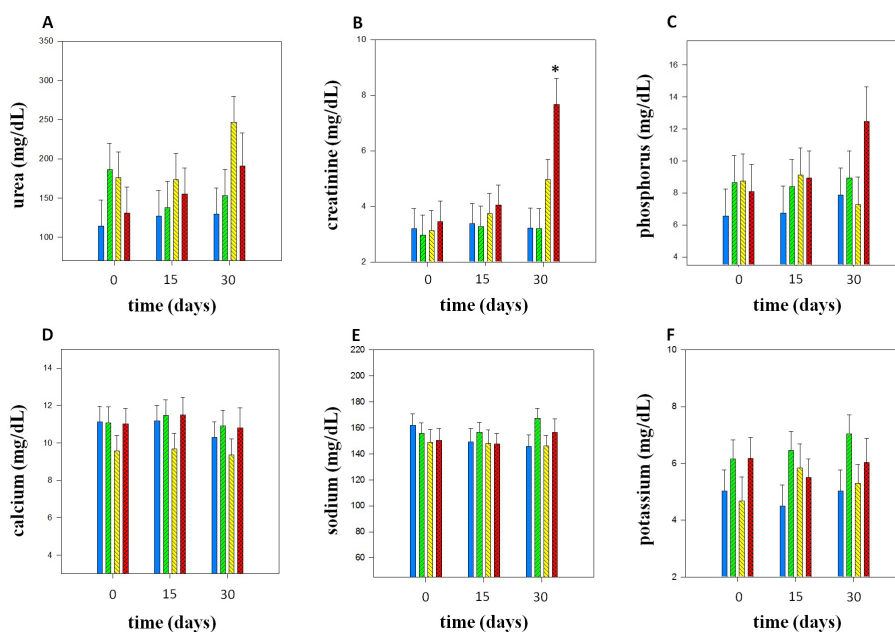 A
350
300
250
200
150
100
urea (mg/dL)
0 15 30
time (days)
B
10
8
6
4
2
creatinine (mg/dL)
*
0 15 30
time (days)
C
16
14
12
10
8
6
4
phosphorus (mg/dL)
0 15 30
time (days)
D
14
12
10
8
6
4
calcium (mg/dL)
0 15 30
time (days)
E
220
200
180
160
140
120
100
80
60
sodium (mg/dL)
0 15 30
time (days)
F
10
8
6
4
2
potassium (mg/dL)
0 15 30
time (days)